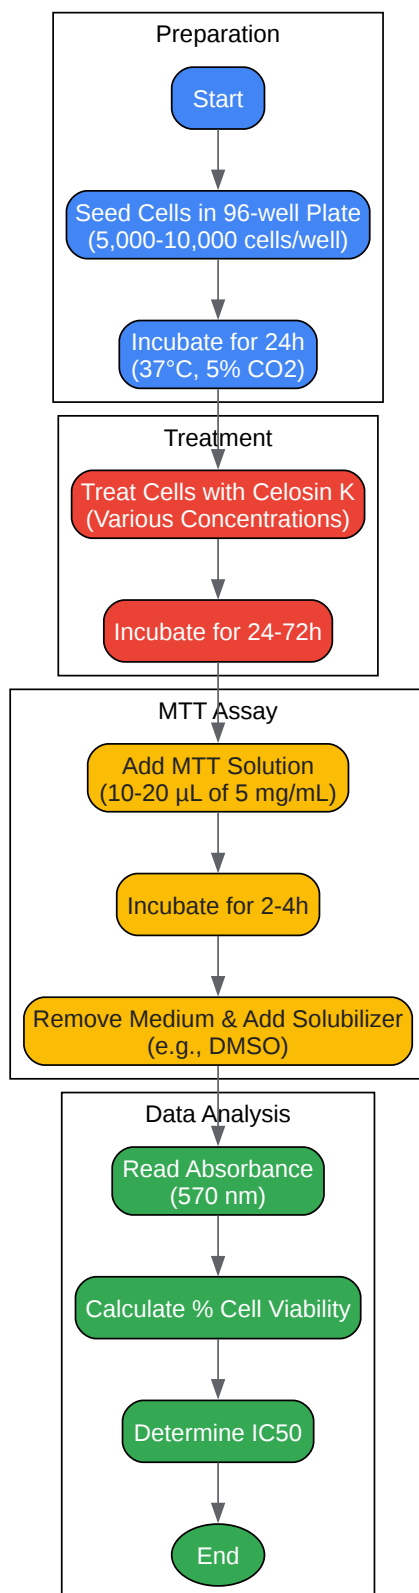 Preparation
Start
Seed Cells in 96-well Plate
(5,000-10,000 cells/well)
Incubate for 24h
(37°C, 5% CO2)
Treatment
Treat Cells with Celosin K
(Various Concentrations)
Incubate for 24-72h
MTT Assay
Add MTT Solution
(10-20 µL of 5 mg/mL)
Incubate for 2-4h
Remove Medium & Add Solubilizer
(e.g., DMSO)
Data Analysis
Read Absorbance
(570 nm)
Calculate % Cell Viability
Determine IC50
End